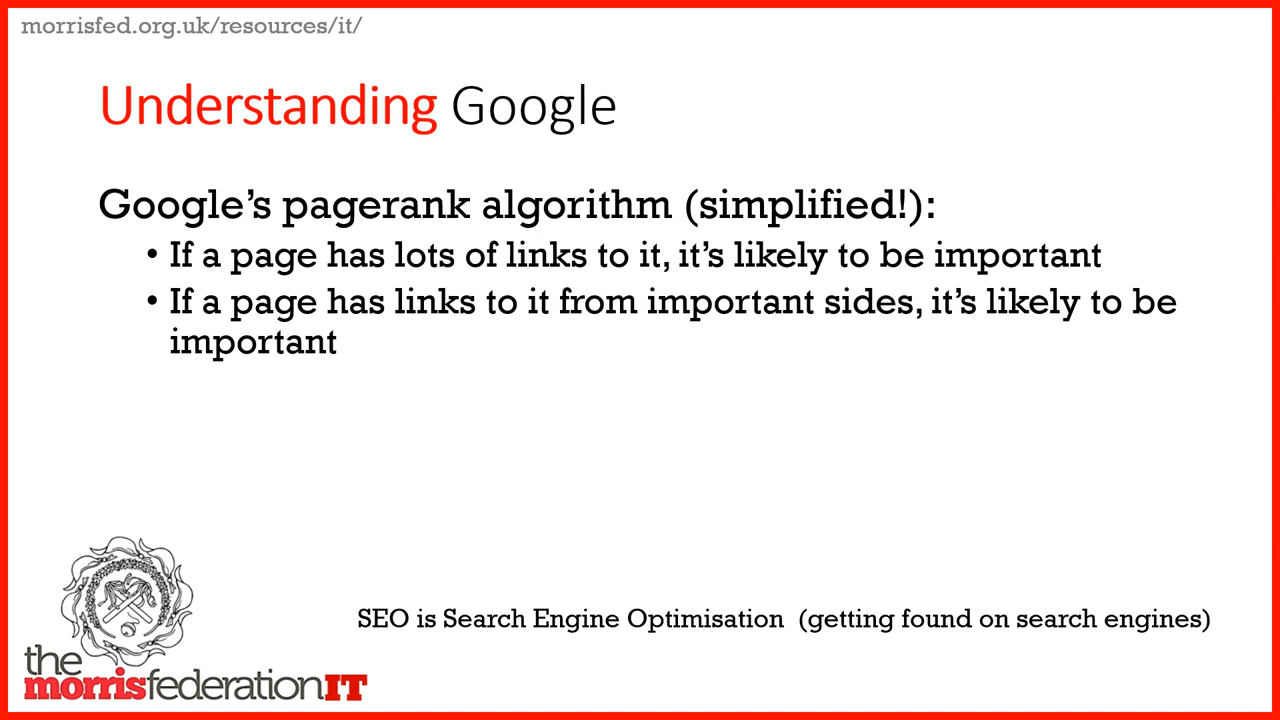 morrisfed.org.uk/resources/it/
Understanding Google
Google’s pagerank algorithm (simplified!):
• If a page has lots of links to it, it’s likely to be important
• If a page has links to it from important sides, it’s likely to be
important
SEO is Search Engine Optimisation (getting found on search engines)
the
morrisfederationIT